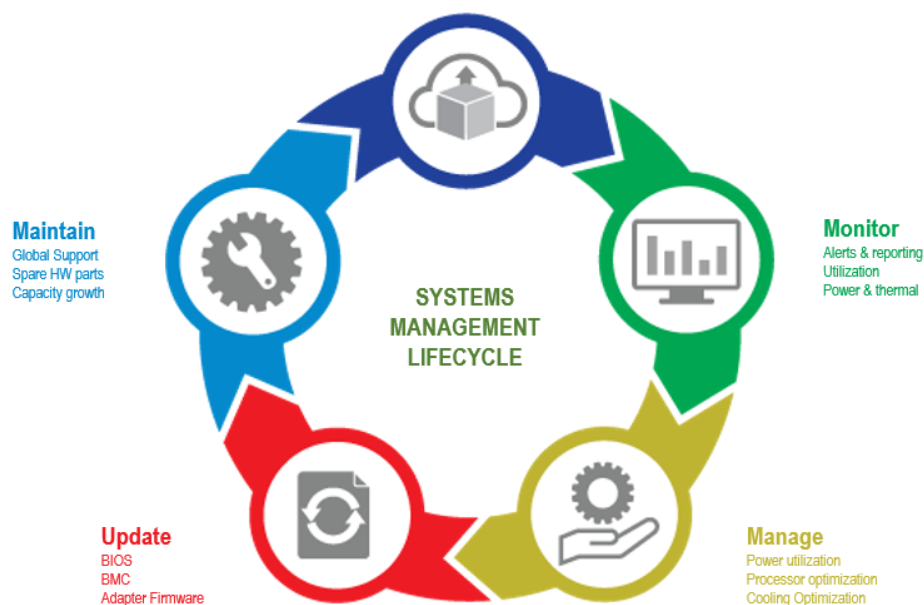 Maintain
Global Support
Spare HW parts
Capacity growth
Monitor
Alerts & reporting
Utilization
Power & thermal
SYSTEMS
MANAGEMENT
LIFECYCLE
Update
BIOS
BMC
Adapter Firmware
Manage
Power utilization
Processor optimization
Cooling Optimization